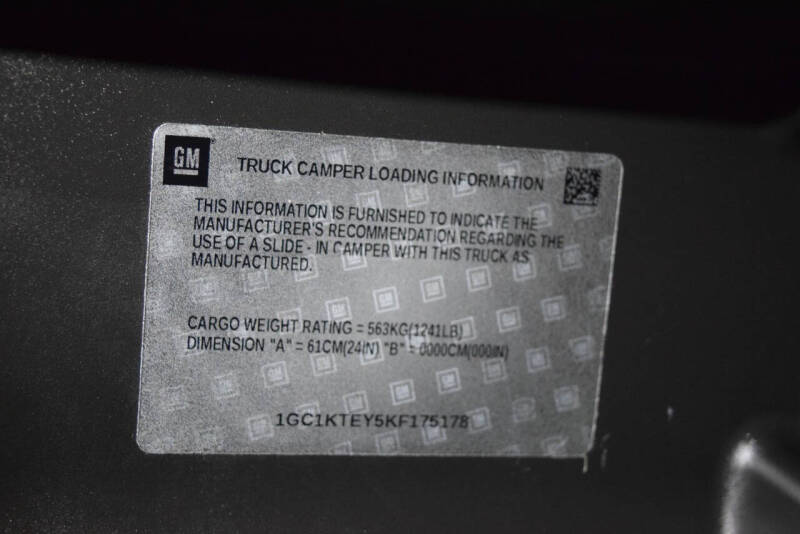 GM
TRUCK CAMPER LOADING INFORMATION
THIS INFORMATION IS FURNISHED TO INDICATE THE
MANUFACTURER'S RECOMMENDATION REGARDING THE
USE OF A SLIDE - IN CAMPER WITH THIS TRUCK AS
MANUFACTURED.
CARGO WEIGHT RATING = 563KG(1241LB)
DIMENSION "A" = 61CM(24IN) "B" = 0000CM(000IN)
1GC1KTEY5KF175178